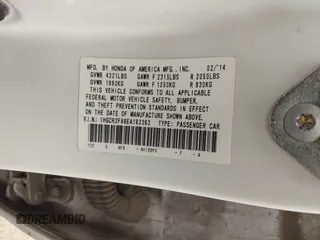 MFD. BY HONDA OF AMERICA MFG., INC. 02/14
GVWR 4321LBS GAWR F 2315LBS R 2050LBS
GVWR 1960KG GAWR F 1050KG R 930KG
THIS VEHICLE CONFORMS TO ALL APPLICABLE
FEDERAL MOTOR VEHICLE SAFETY, BUMPER,
AND THEFT PREVENTION STANDARDS IN
EFFECT ON THE DATE OF MANUFACTURE
SHOWN ABOVE.
V.I.N.: TYPE: PASSENGER CAR
DREAMBID